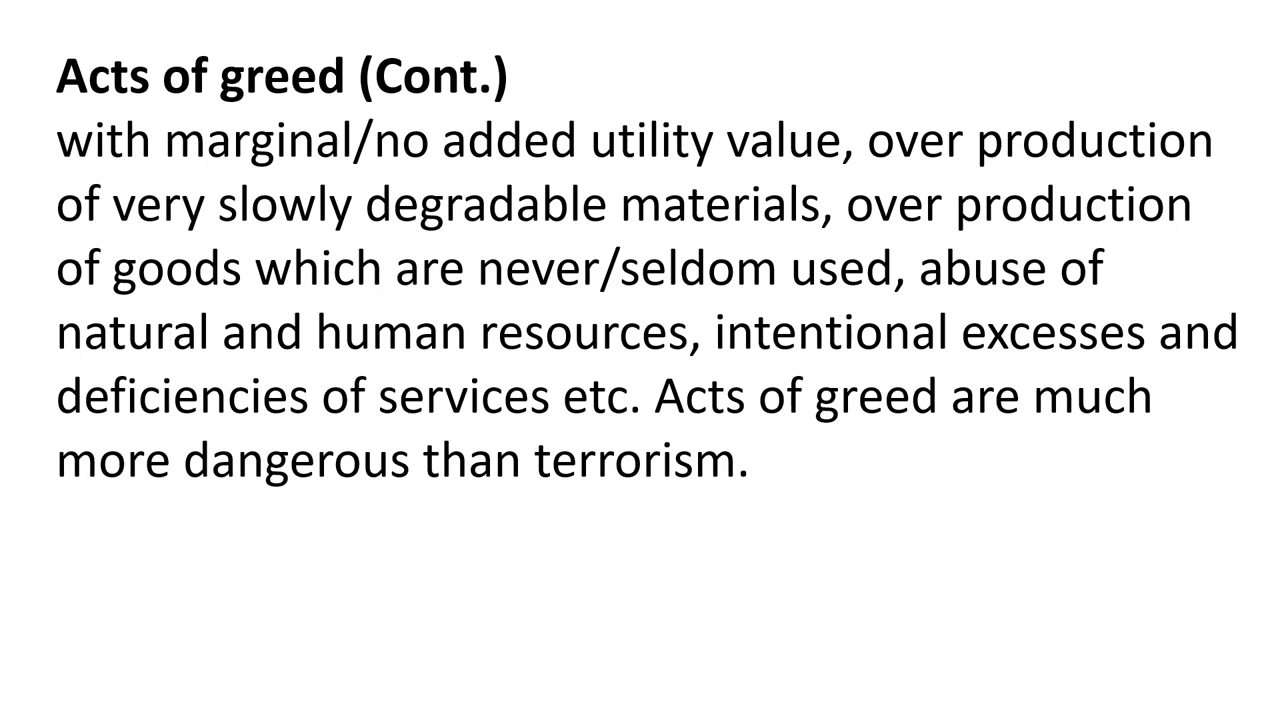 Acts of greed (Cont.)
with marginal/no added utility value, over production
of very slowly degradable materials, over production
of goods which are never/seldom used, abuse of
natural and human resources, intentional excesses and
deficiencies of services etc. Acts of greed are much
more dangerous than terrorism.